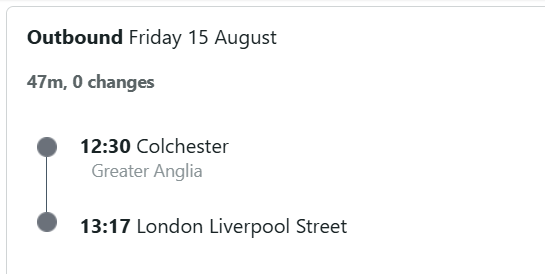 Outbound Friday 15 August
47m, 0 changes
12:30 Colchester
Greater Anglia
13:17 London Liverpool Street